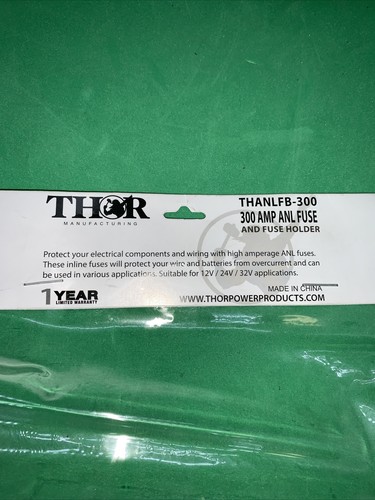 THOR
MANUFACTURING
THANLFB-300
300 AMP ANL FUSE
AND FUSE HOLDER
Protect your electrical components and wiring with high amperage ANL fuses.
These inline fuses will protect your wire and batteries from overcurrent and can
be used in various applications. Suitable for 12V / 24V / 32V applications.
1 YEAR
LIMITED WARRANTY
MADE IN CHINA
WWW.THORPOWERPRODUCTS.COM